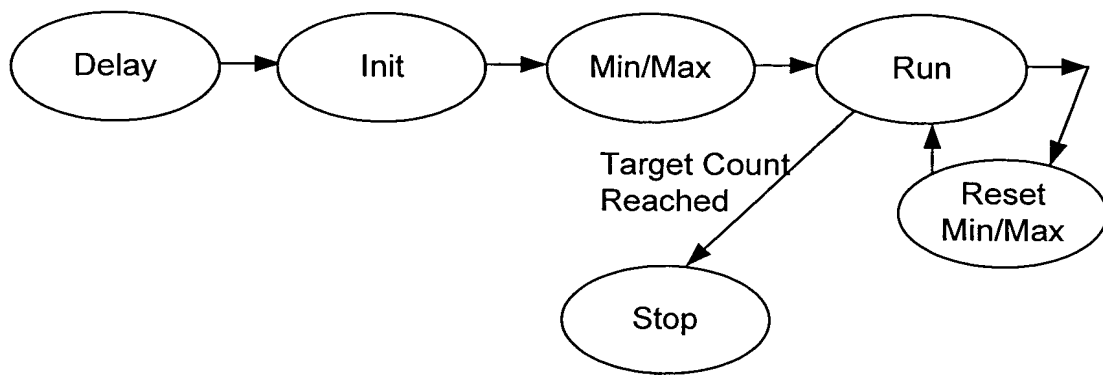 Delay
Init
Min/Max
Run
Target Count
Reached
Reset
Min/Max
Stop